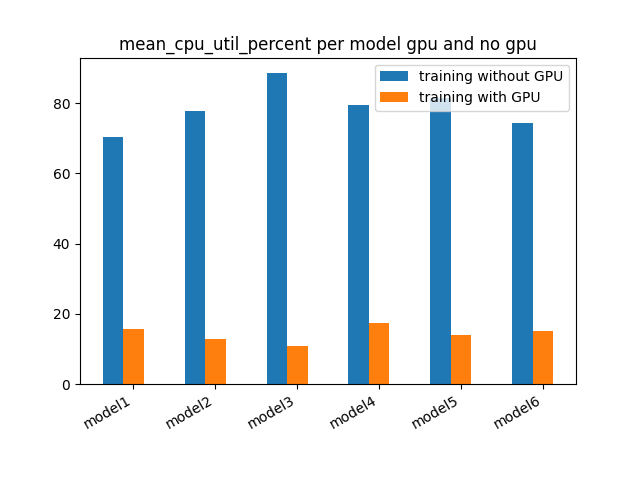 mean_cpu_util_percent per model gpu and no gpu
training without GPU
training with GPU
80
60
40
20
0
model1
model2
model3
model4
model5
model6